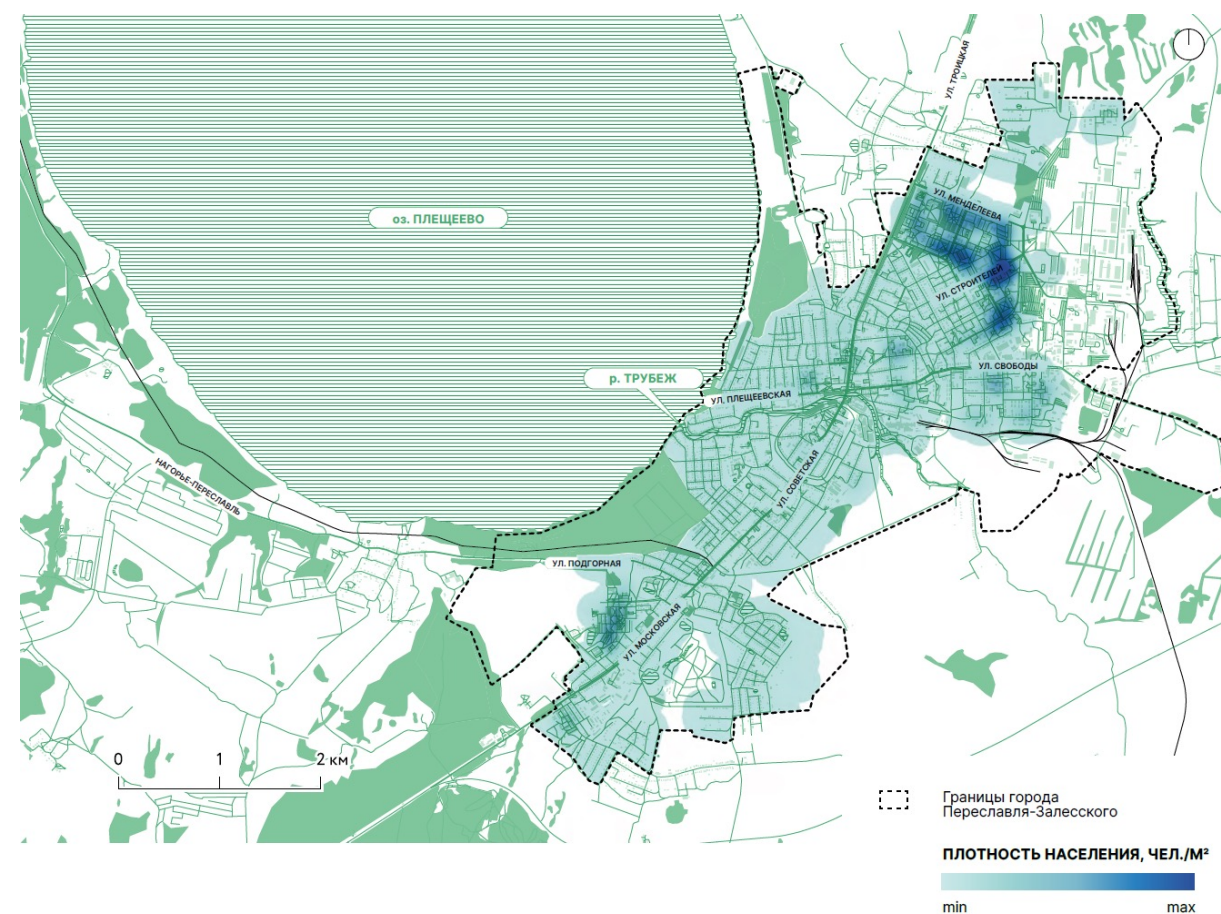 УЛ. ТРОИЦКАЯ
УЛ. МЕНДЕЛЕЕВА
оз. ПЛЕЩЕЕВО
УЛ. СТРОИТЕЛЕЙ
УЛ. СВОБОДЫ
р. ТРУБЕЖ
УЛ. ПЛЕЩЕЕВСКАЯ
УЛ. СОВЕТСКАЯ
НАГОРЬЕ-ПЕРЕСЛАВЛЬ
УЛ. ПОДГОРНАЯ
УЛ. МОСКОВСКАЯ
0 1 2 км
Границы города
Переславля-Залесского
ПЛОТНОСТЬ НАСЕЛЕНИЯ, ЧЕЛ./М²
min max